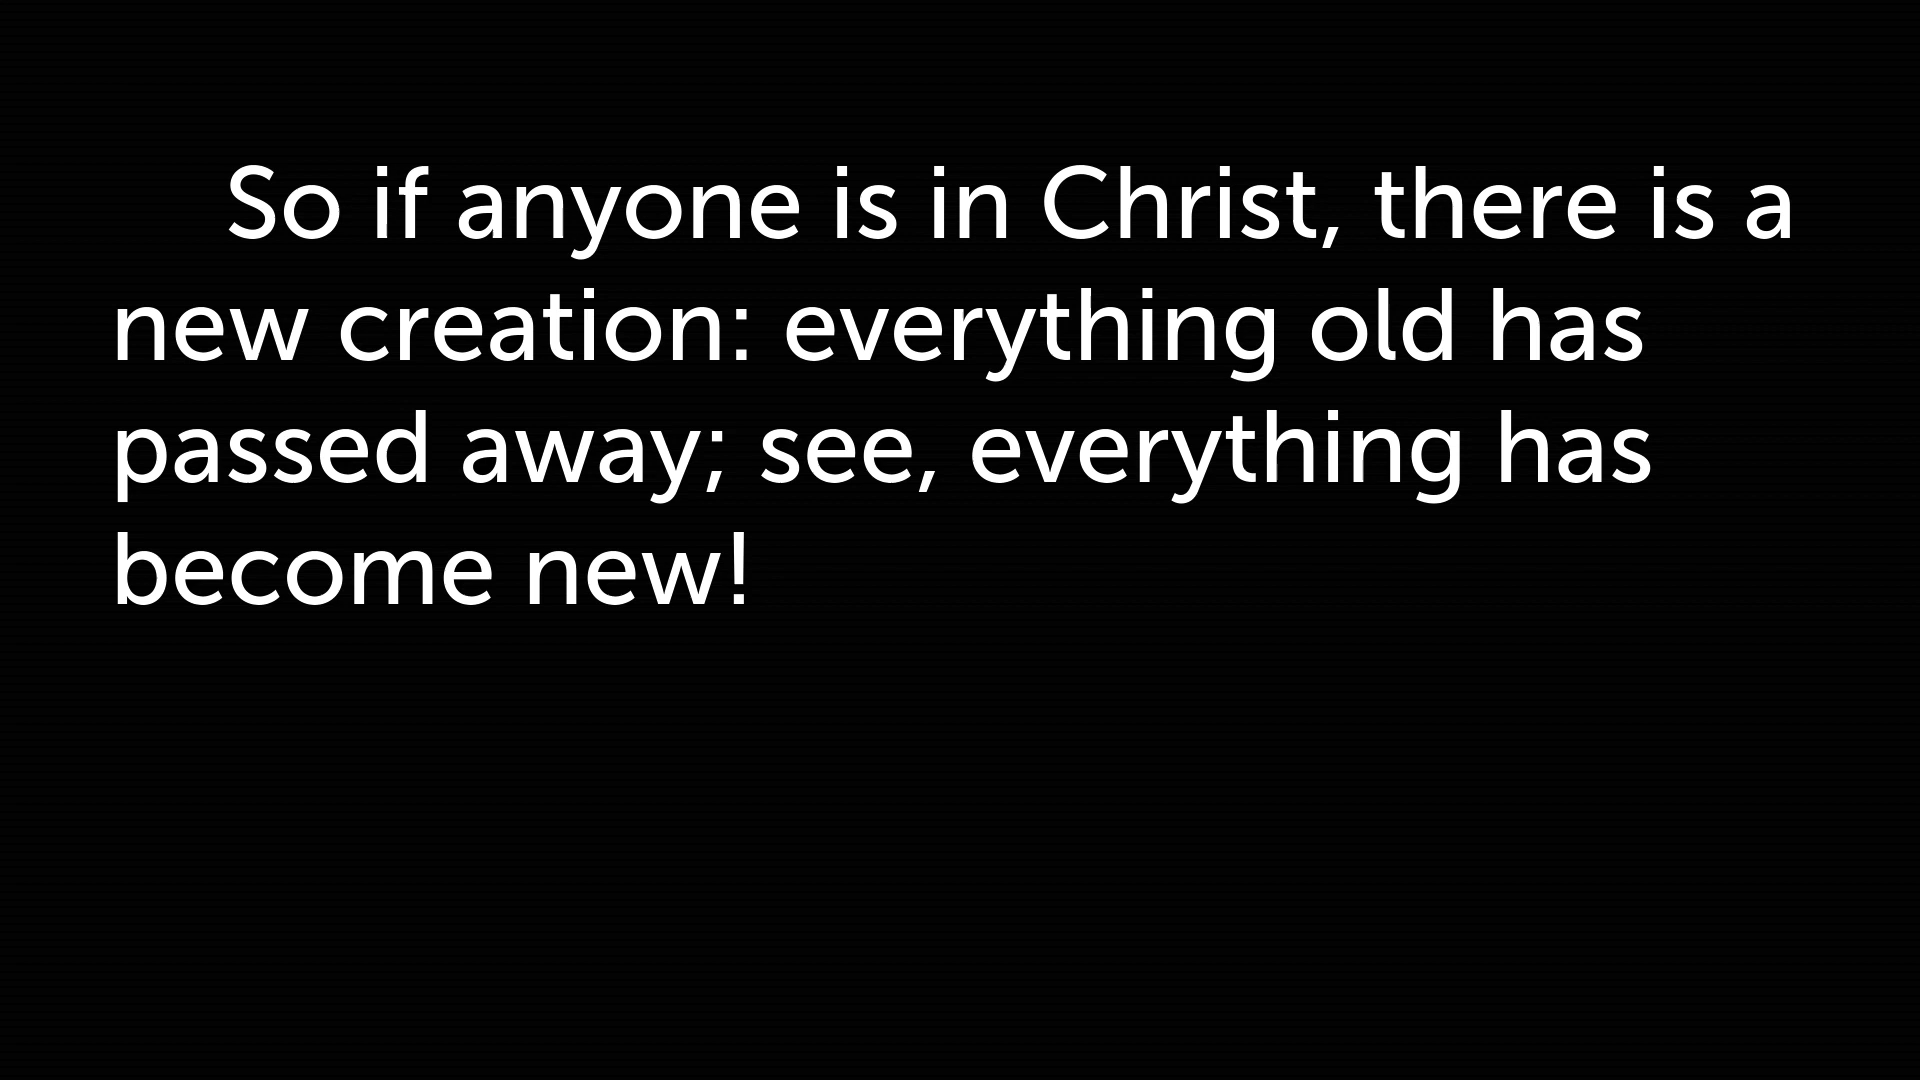 So if anyone is in Christ, there is a
new creation: everything old has
passed away; see, everything has
become new!